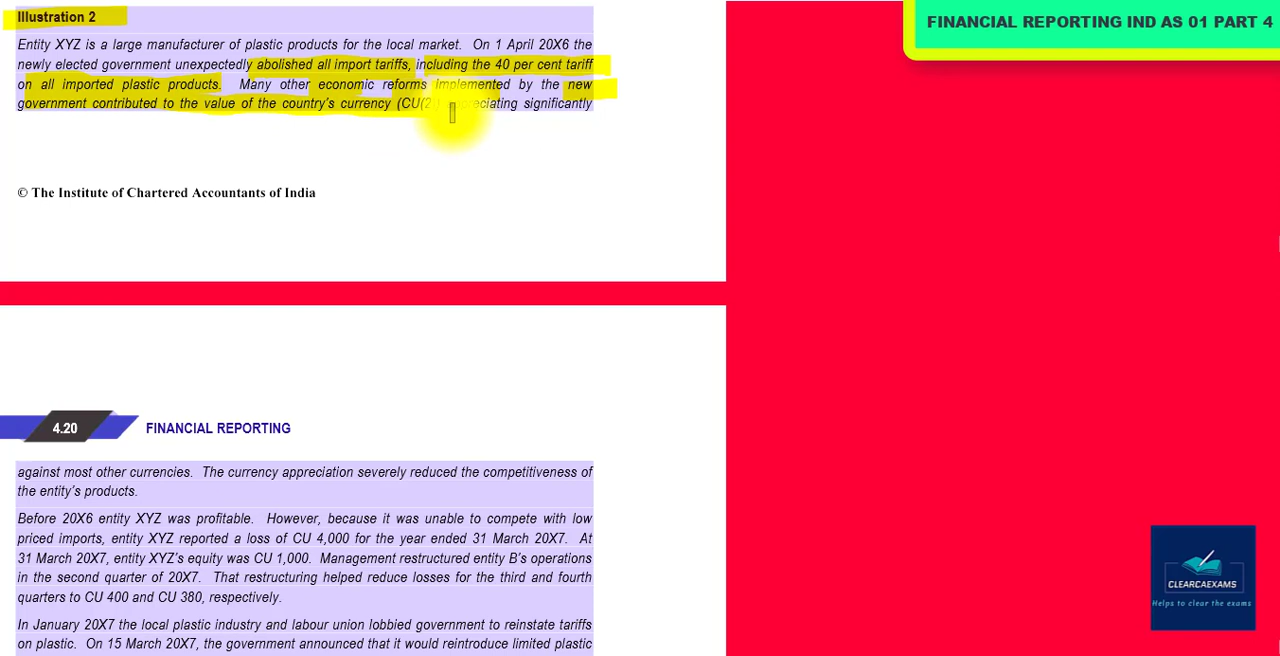 FINANCIAL REPORTING IND AS 01 PART 4
Illustration 2
Entity XYZ is a large manufacturer of plastic products for the local market. On 1 April 20X6 the
newly elected government unexpectedly abolished all import tariffs, including the 40 per cent tariff
on all imported plastic products. Many other economic reforms implemented by the new
government contributed to the value of the country's currency (CU(2) significantly
© The Institute of Chartered Accountants of India
4.20 FINANCIAL REPORTING
against most other currencies. The currency appreciation severely reduced the competitiveness of
the entity's products.
Before 20X6 entity XYZ was profitable. However, because it was unable to compete with low
priced imports, entity XYZ reported a loss of CU 4,000 for the year ended 31 March 20X7. At
31 March 20X7, entity XYZ's equity was CU 1,000. Management restructured entity B's operations
in the second quarter of 20X7. That restructuring helped reduce losses for the third and fourth
quarters to CU 400 and CU 380, respectively.
In January 20X7 the local plastic industry and labour union lobbied government to reinstate tariffs
on plastic. On 15 March 20X7, the government announced that it would reintroduce limited plastic
CLEARCAEXAMS
Helps to clear the exams